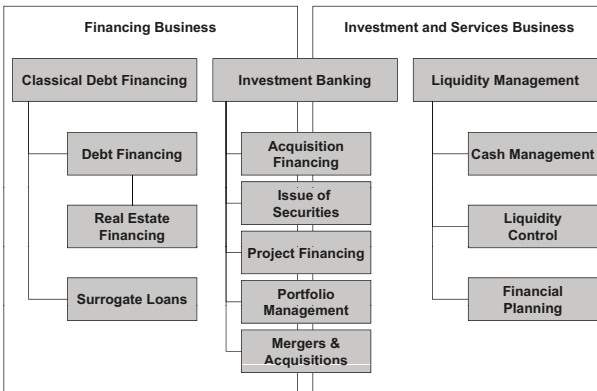 Financing Business
Investment and Services Business
Classical Debt Financing
Investment Banking
Liquidity Management
Debt Financing
Real Estate
Financing
Surrogate Loans
Acquisition
Financing
Issue of
Securities
Project Financing
Portfolio
Management
Mergers &
Acquisitions
Cash Management
Liquidity
Control
Financial
Planning